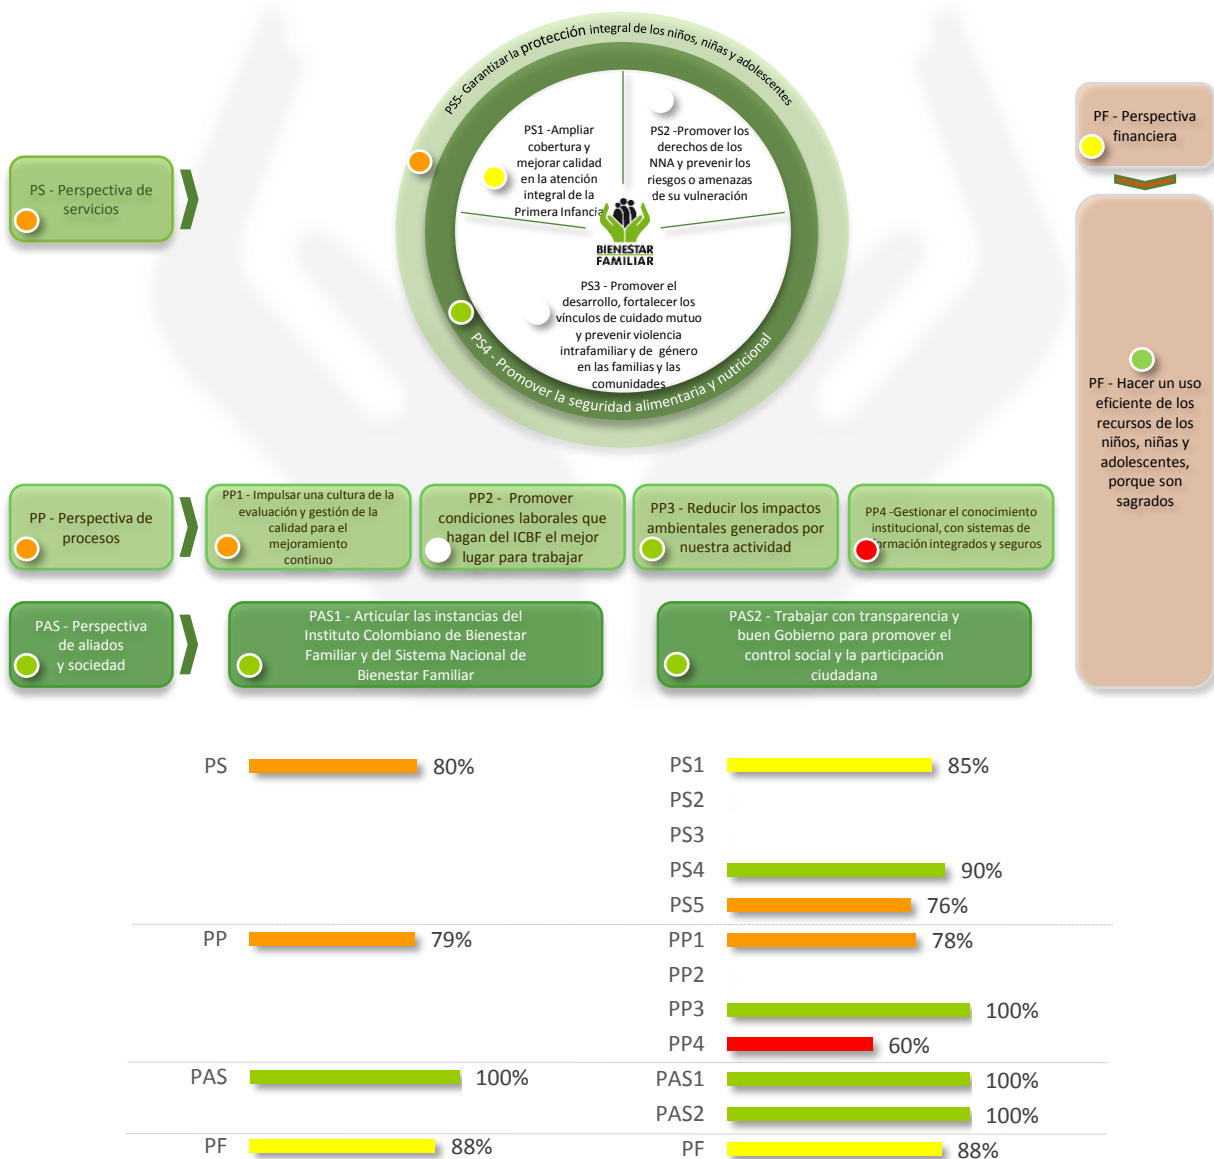 PS5- Garantizar la protección integral de los niños, niñas y adolescentes
PS1 -Ampliar
cobertura y
mejorar calidad
en la atención
integral de la
Primera Infancia
PS2 -Promover los
derechos de los
NNA y prevenir los
riesgos o amenazas
de su vulneración
BIENESTAR
FAMILIAR
PS3 - Promover el
desarrollo, fortalecer los
vínculos de cuidado mutuo
y prevenir violencia
intrafamiliar y de género
en las familias y las
comunidades
PS4 - Promover la seguridad alimentaria y nutricional
PS - Perspectiva de
servicios
PF - Perspectiva
financiera
PF - Hacer un uso
eficiente de los
recursos de los
niños, niñas y
adolescentes,
porque son
sagrados
PP - Perspectiva de
procesos
PP1 - Impulsar una cultura de la
evaluación y gestión de la
calidad para el
mejoramiento
continuo
PP2 - Promover
condiciones laborales que
hagan del ICBF el mejor
lugar para trabajar
PP3 - Reducir los impactos
ambientales generados por
nuestra actividad
PP4 -Gestionar el conocimiento
institucional, con sistemas de
formación integrados y seguros
PAS - Perspectiva
de aliados
y sociedad
PAS1 - Articular las instancias del
Instituto Colombiano de Bienestar
Familiar y del Sistema Nacional de
Bienestar Familiar
PAS2 - Trabajar con transparencia y
buen Gobierno para promover el
control social y la participación
ciudadana
PS 80%
PS1 85%
PS2
PS3
PS4 90%
PS5 76%
PP 79%
PP1 78%
PP2
PP3 100%
PP4 60%
PAS 100%
PAS1 100%
PAS2 100%
PF 88%
PF 88%